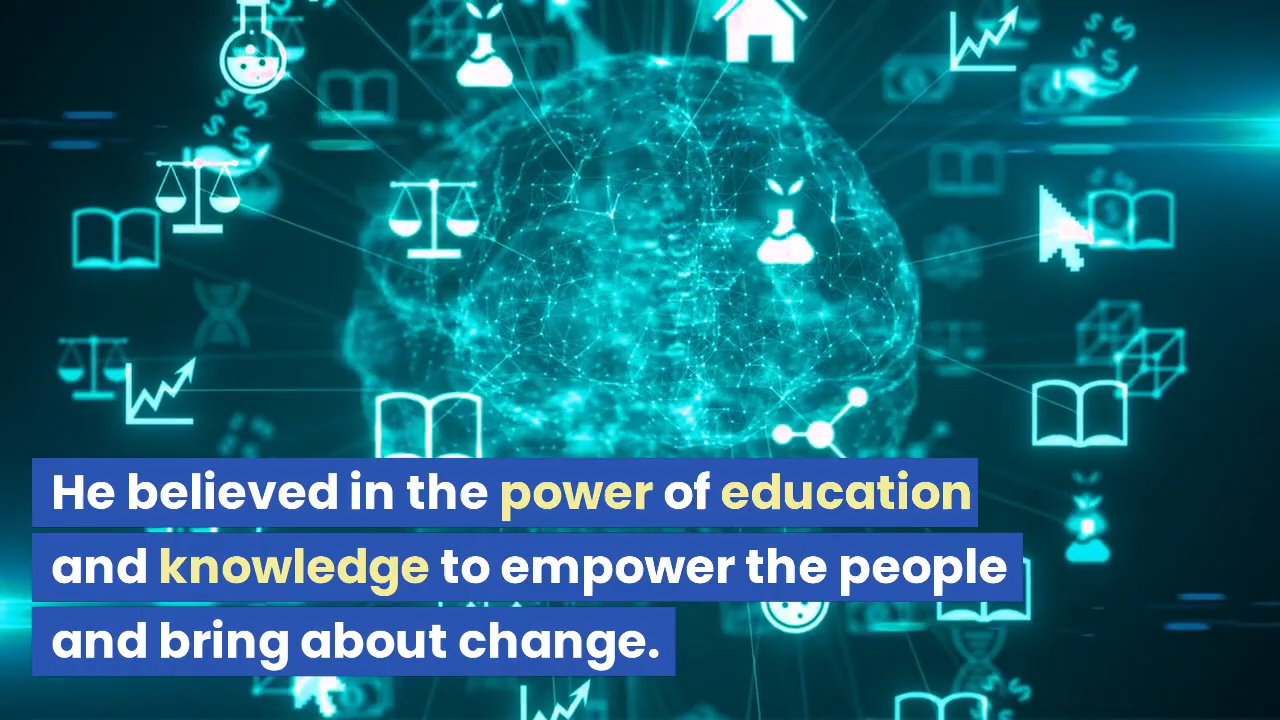 He believed in the power of education
and knowledge to empower the people
and bring about change.